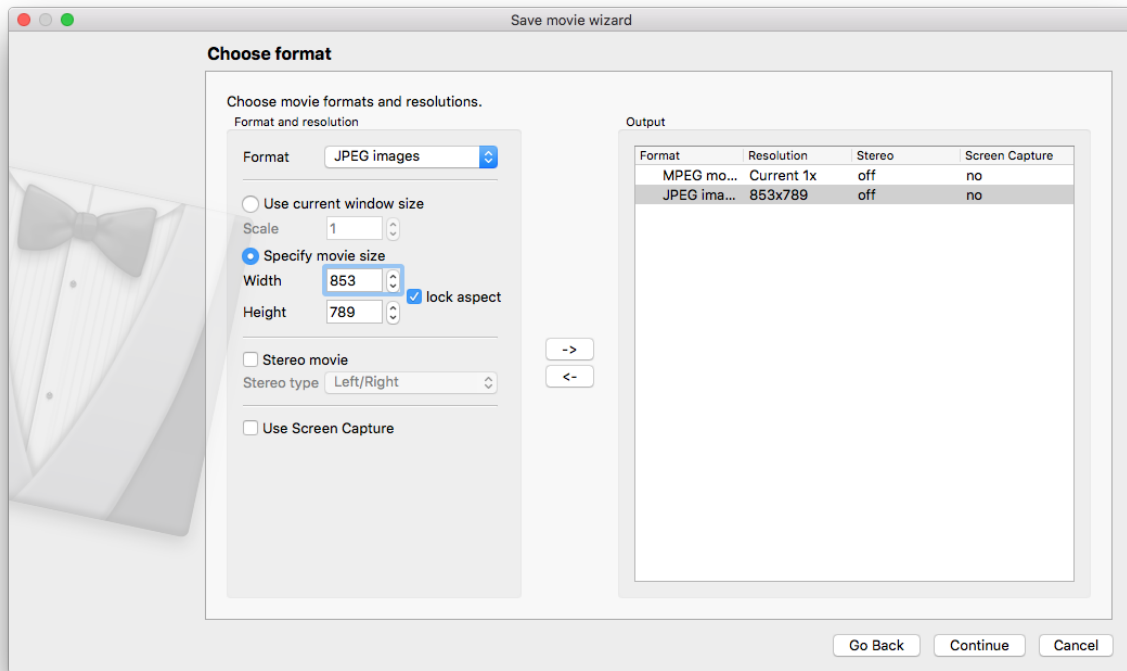 Save movie wizard
Choose format
Choose movie formats and resolutions.
Format and resolution
Format JPEG images
Use current window size
Scale 1
Specify movie size
Width 853
lock aspect
Height 789
Stereo movie
Stereo type Left/Right
Use Screen Capture
->
<-
Output
Format Resolution Stereo Screen Capture
MPEG mo... Current 1x off no
JPEG ima... 853x789 off no
Go Back Continue Cancel